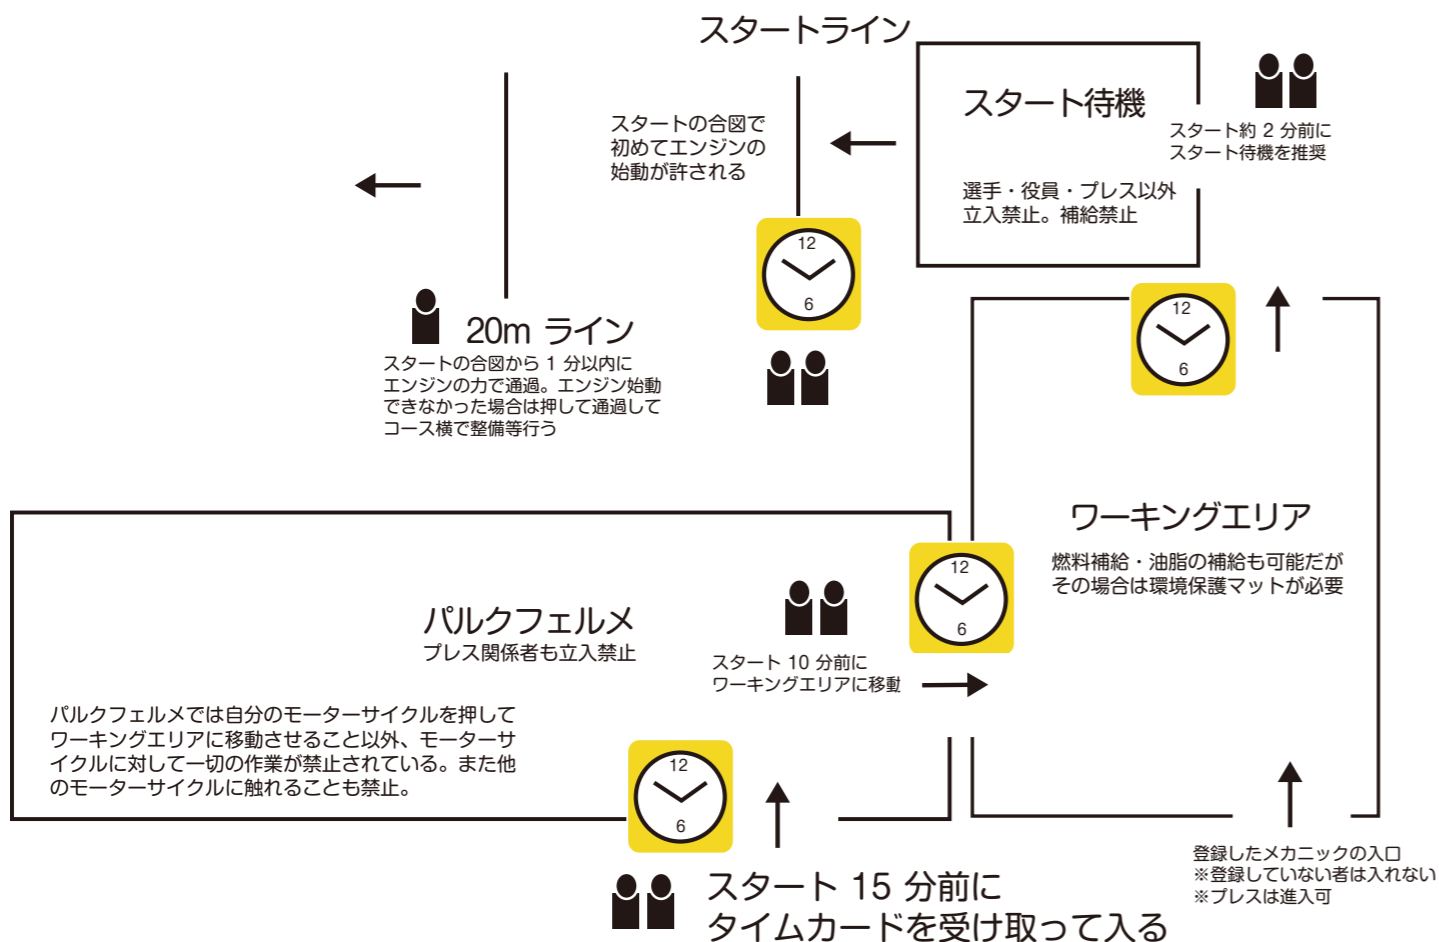 スタートライン
スタート待機
スタート約 2 分前に
スタート待機を推奨
選手・役員・プレス以外
立入禁止。補給禁止
スタートの合図で
初めてエンジンの
始動が許される
12
6
20m ライン
スタートの合図から 1 分以内に
エンジンの力で通過。エンジン始動
できなかった場合は押して通過して
コース横で整備等行う
12
6
ワーキングエリア
燃料補給・油脂の補給も可能だが
その場合は環境保護マットが必要
12
6
パルクフェルメ
プレス関係者も立入禁止
スタート 10 分前に
ワーキングエリアに移動
パルクフェルメでは自分のモーターサイクルを押して
ワーキングエリアに移動させること以外、モーターサ
イクルに対して一切の作業が禁止されている。また他
のモーターサイクルに触れることも禁止。
12
6
登録したメカニックの入口
※登録していない者は入れない
※プレスは進入可
スタート 15 分前に
タイムカードを受け取って入る